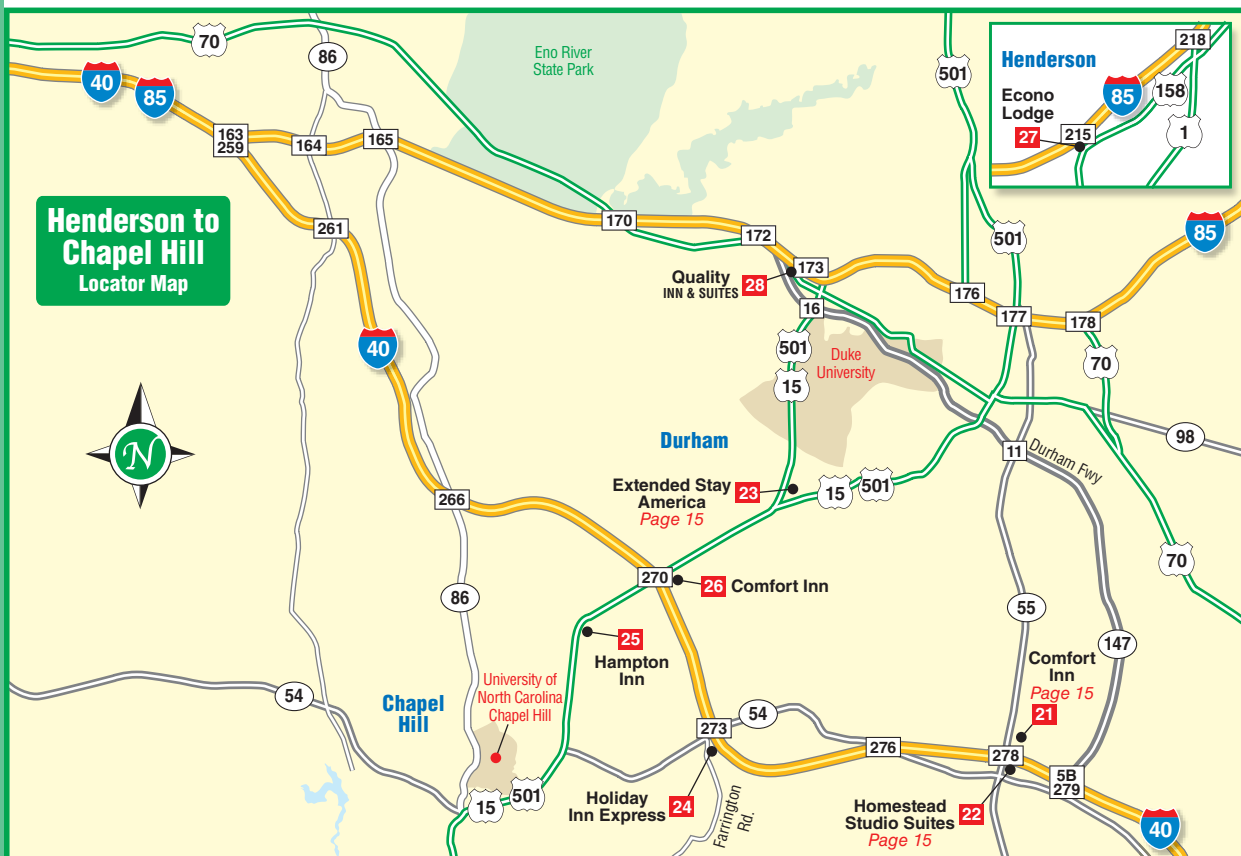 70
86
40
85
163
259
164
165
Eno River
State Park
501
Henderson
Econo
Lodge
27
218
85
158
215
1
Henderson to
Chapel Hill
Locator Map
261
170
172
501
85
Quality
INN & SUITES
28
173
16
176
177
178
40
501
15
Duke
University
70
N
Durham
98
11
Durham Fwy
Extended Stay
America
Page 15
23
15
501
266
270
26
Comfort Inn
70
86
55
25
Hampton
Inn
147
Comfort
Inn
Page 15
21
54
Chapel
Hill
University of
North Carolina
Chapel Hill
273
54
276
278
5B
279
15
501
Holiday
Inn Express
24
Farrington
Rd.
Homestead
Studio Suites
Page 15
22
40